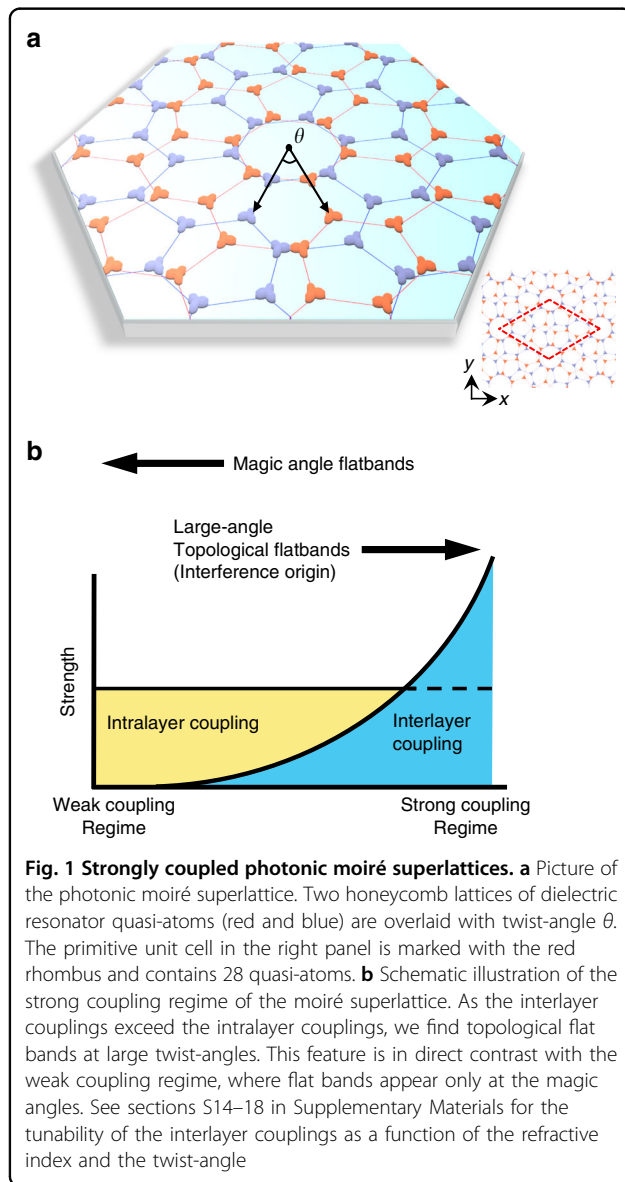 a
θ
y
x
b
Magic angle flatbands
Large-angle
Topological flatbands
(Interference origin)
Strength
Intralayer coupling
Interlayer
coupling
Weak coupling
Regime
Strong coupling
Regime
Fig. 1 Strongly coupled photonic moiré superlattices. a Picture of
the photonic moiré superlattice. Two honeycomb lattices of dielectric
resonator quasi-atoms (red and blue) are overlaid with twist-angle θ.
The primitive unit cell in the right panel is marked with the red
rhombus and contains 28 quasi-atoms. b Schematic illustration of the
strong coupling regime of the moiré superlattice. As the interlayer
couplings exceed the intralayer couplings, we find topological flat
bands at large twist-angles. This feature is in direct contrast with the
weak coupling regime, where flat bands appear only at the magic
angles. See sections S14–18 in Supplementary Materials for the
tunability of the interlayer couplings as a function of the refractive
index and the twist-angle